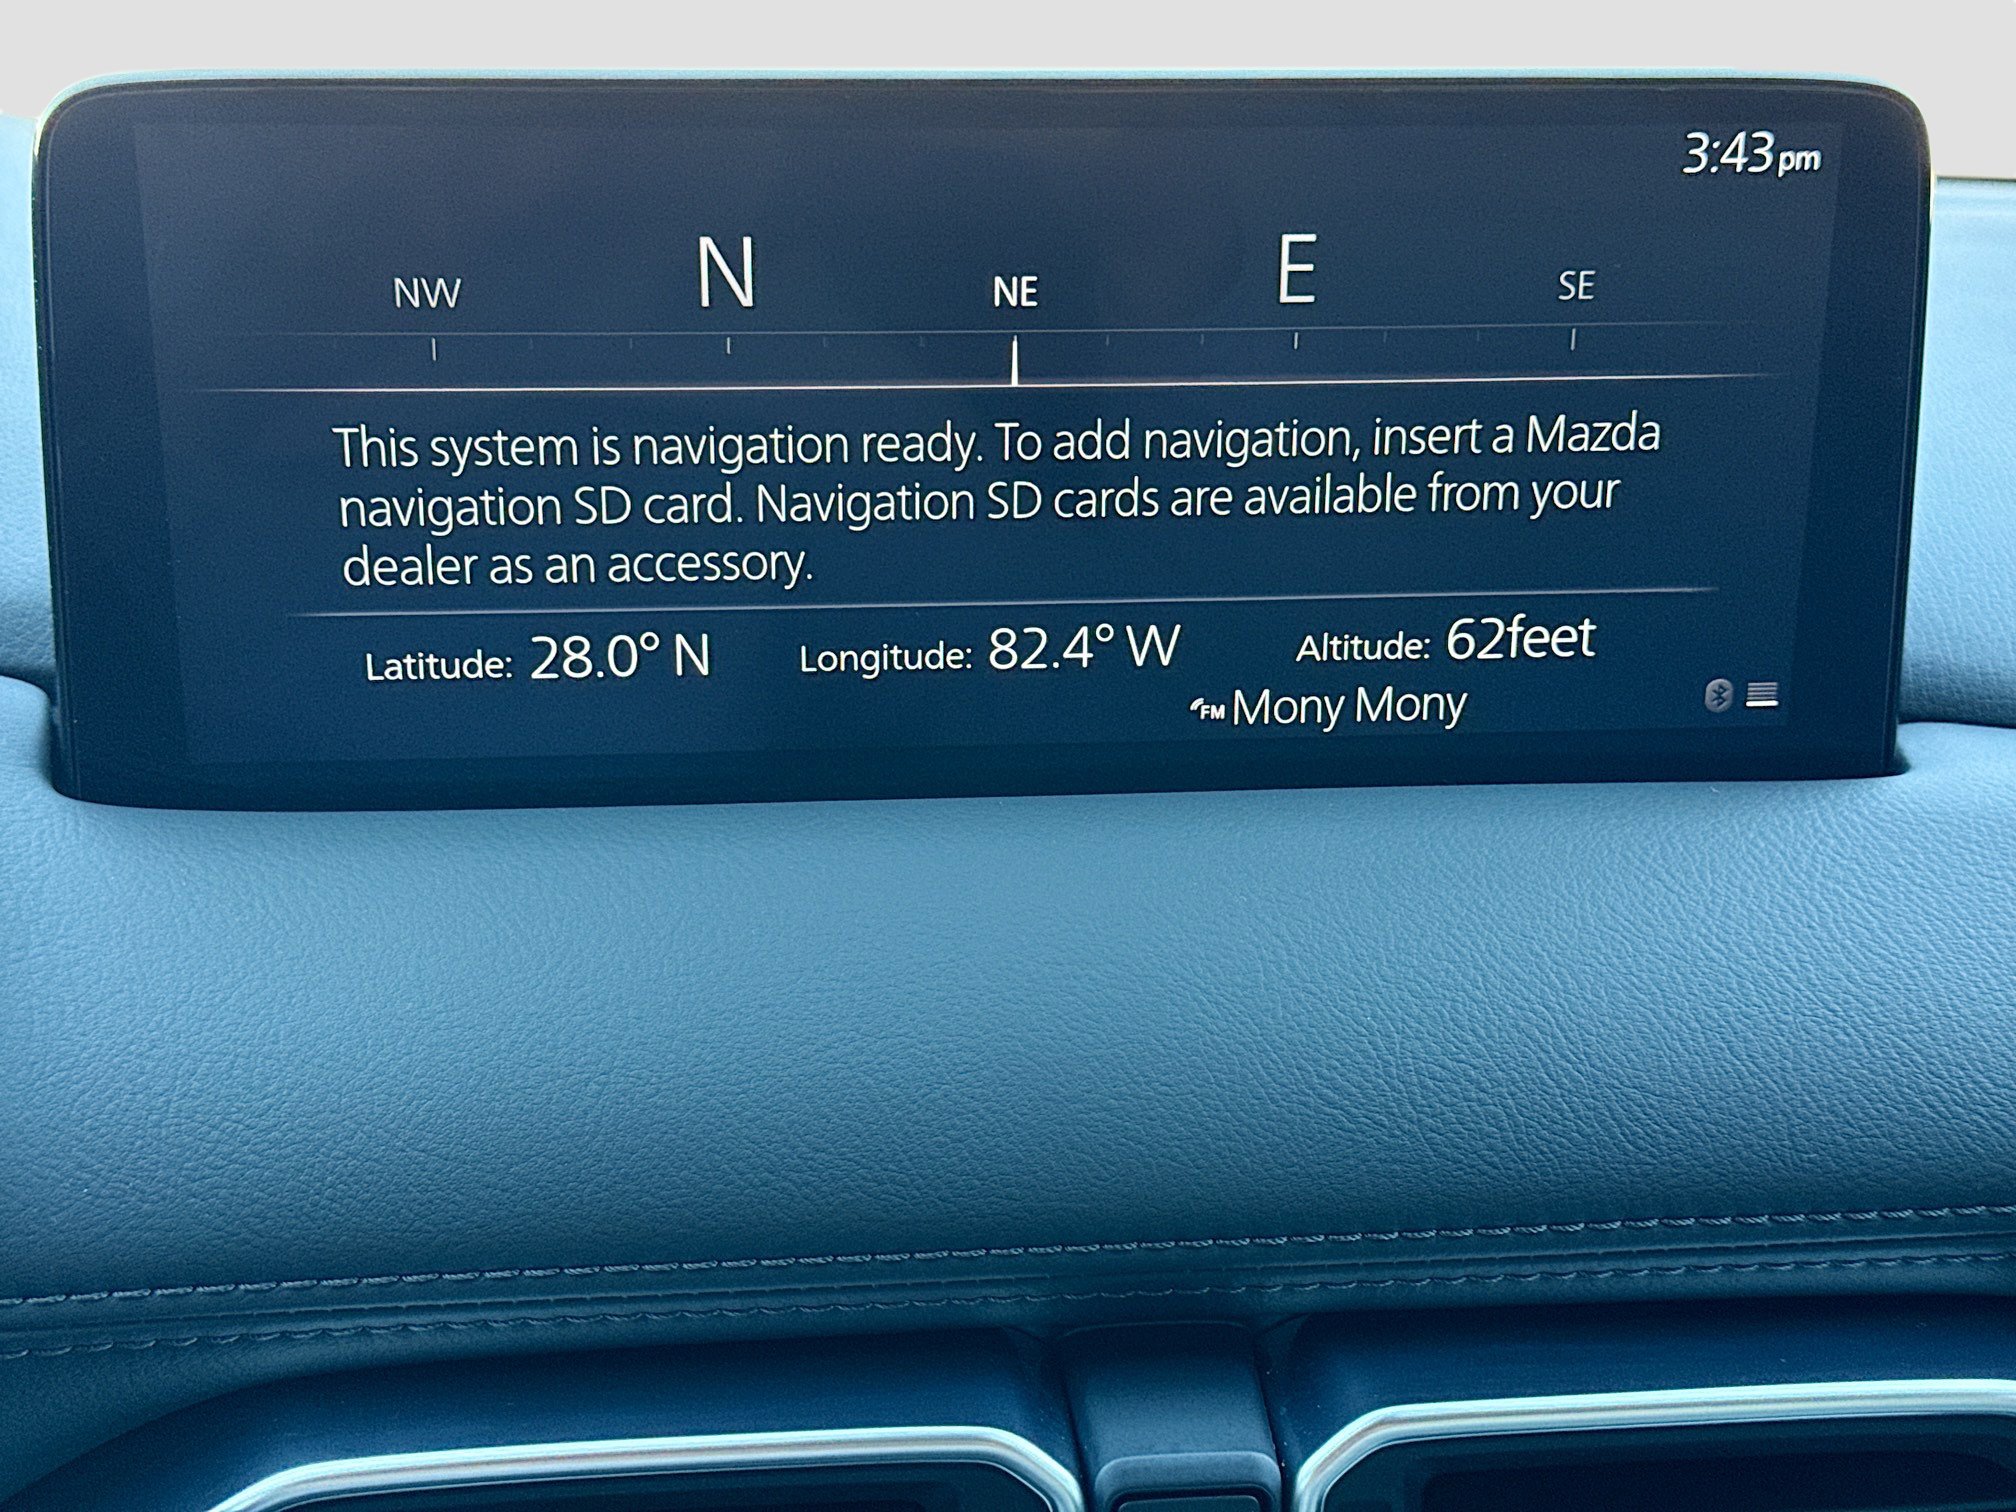 3:43pm
NW N NE E SE
This system is navigation ready. To add navigation, insert a Mazda
navigation SD card. Navigation SD cards are available from your
dealer as an accessory.
Latitude: 28.0° N Longitude: 82.4° W Altitude: 62feet
FM Mony Mony